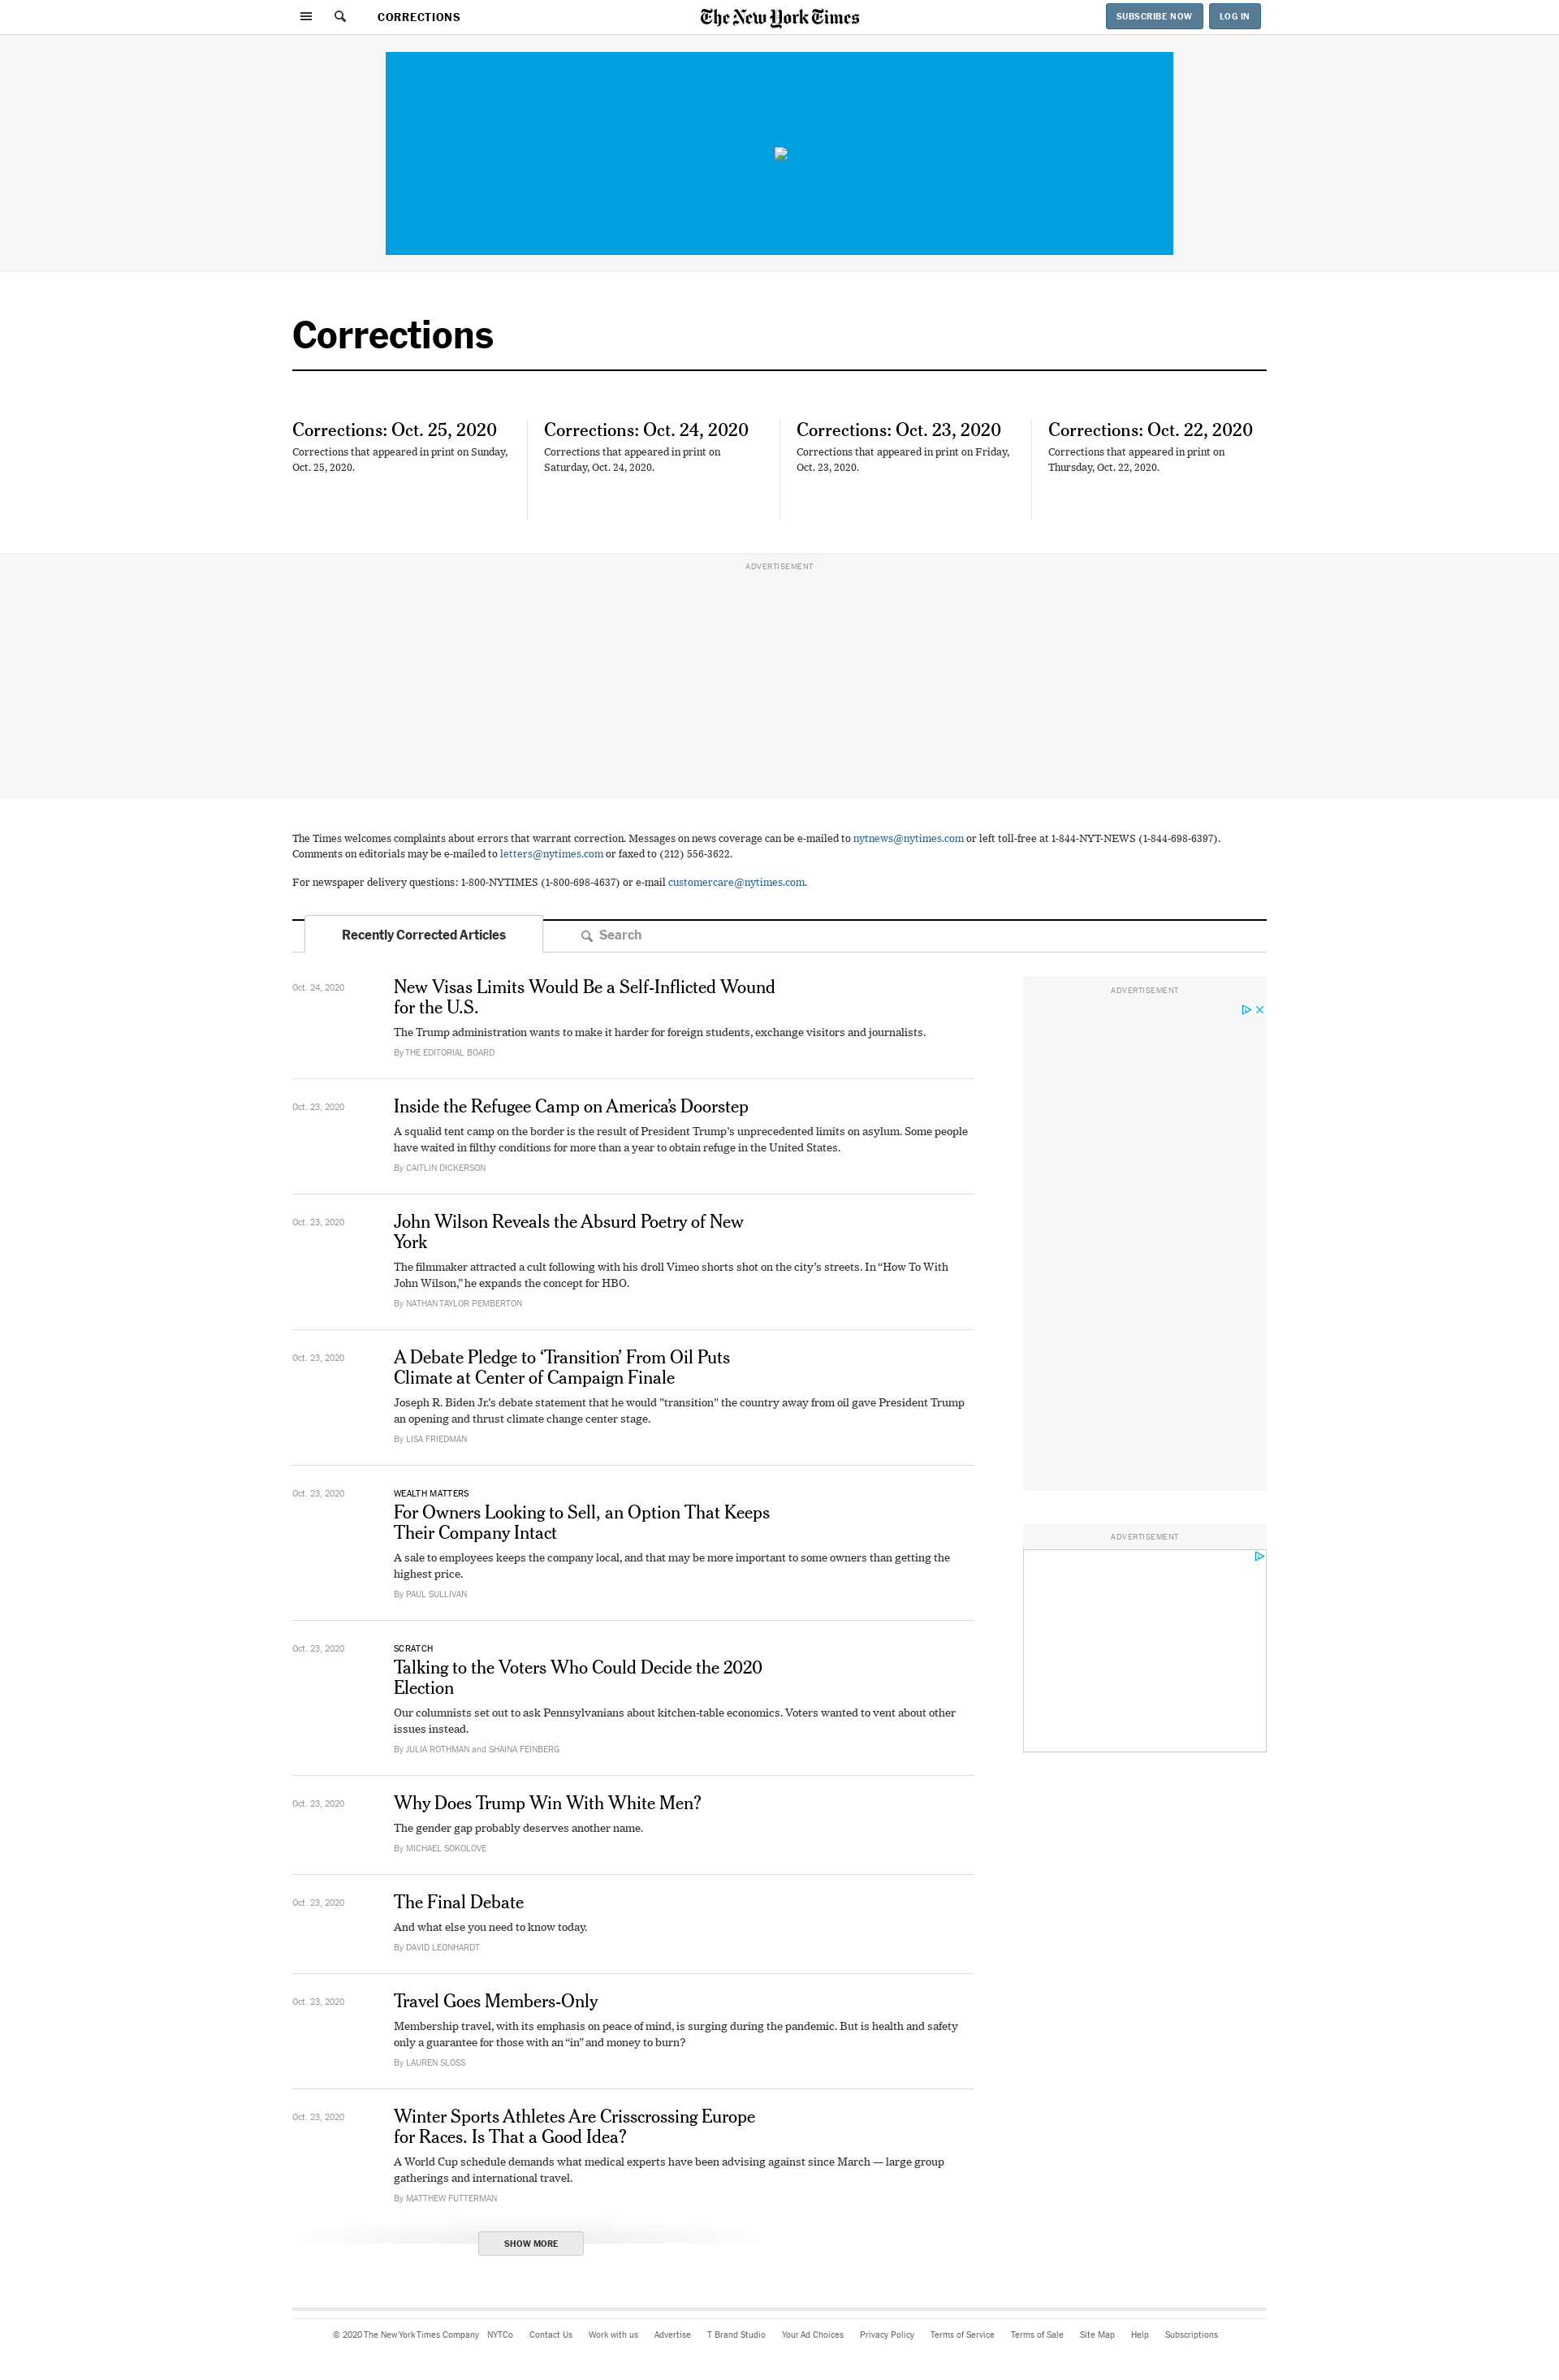 CORRECTIONS
The New York Times
SUBSCRIBE NOW
LOG IN
Corrections
Corrections: Oct. 25, 2020
Corrections that appeared in print on Sunday,
Oct. 25, 2020.
Corrections: Oct. 24, 2020
Corrections that appeared in print on
Saturday, Oct. 24, 2020.
Corrections: Oct. 23, 2020
Corrections that appeared in print on Friday,
Oct. 23, 2020.
Corrections: Oct. 22, 2020
Corrections that appeared in print on
Thursday, Oct. 22, 2020.
ADVERTISEMENT
The Times welcomes complaints about errors that warrant correction. Messages on news coverage can be e-mailed to nytnews@nytimes.com or left toll-free at 1-844-NYT-NEWS (1-844-698-6397).
Comments on editorials may be e-mailed to letters@nytimes.com or faxed to (212) 556-3622.
For newspaper delivery questions: 1-800-NYTIMES (1-800-698-4637) or e-mail customercare@nytimes.com.
Recently Corrected Articles
Search
Oct. 24, 2020
New Visas Limits Would Be a Self-Inflicted Wound
for the U.S.
The Trump administration wants to make it harder for foreign students, exchange visitors and journalists.
By THE EDITORIAL BOARD
Oct. 23, 2020
Inside the Refugee Camp on America’s Doorstep
A squalid tent camp on the border is the result of President Trump’s unprecedented limits on asylum. Some people
have waited in filthy conditions for more than a year to obtain refuge in the United States.
By CAITLIN DICKERSON
Oct. 23, 2020
John Wilson Reveals the Absurd Poetry of New
York
The filmmaker attracted a cult following with his droll Vimeo shorts shot on the city’s streets. In “How To With
John Wilson,” he expands the concept for HBO.
By NATHAN TAYLOR PEMBERTON
Oct. 23, 2020
A Debate Pledge to ‘Transition’ From Oil Puts
Climate at Center of Campaign Finale
Joseph R. Biden Jr.’s debate statement that he would "transition" the country away from oil gave President Trump
an opening and thrust climate change center stage.
By LISA FRIEDMAN
Oct. 23, 2020
WEALTH MATTERS
For Owners Looking to Sell, an Option That Keeps
Their Company Intact
A sale to employees keeps the company local, and that may be more important to some owners than getting the
highest price.
By PAUL SULLIVAN
Oct. 23, 2020
SCRATCH
Talking to the Voters Who Could Decide the 2020
Election
Our columnists set out to ask Pennsylvanians about kitchen-table economics. Voters wanted to vent about other
issues instead.
By JULIA ROTHMAN and SHAINA FEINBERG
Oct. 23, 2020
Why Does Trump Win With White Men?
The gender gap probably deserves another name.
By MICHAEL SOKOLOVE
Oct. 23, 2020
The Final Debate
And what else you need to know today.
By DAVID LEONHARDT
Oct. 23, 2020
Travel Goes Members-Only
Membership travel, with its emphasis on peace of mind, is surging during the pandemic. But is health and safety
only a guarantee for those with an “in” and money to burn?
By LAUREN SLOSS
Oct. 23, 2020
Winter Sports Athletes Are Crisscrossing Europe
for Races. Is That a Good Idea?
A World Cup schedule demands what medical experts have been advising against since March — large group
gatherings and international travel.
By MATTHEW FUTTERMAN
SHOW MORE
ADVERTISEMENT
ADVERTISEMENT
© 2020 The New York Times Company NYTCo Contact Us Work with us Advertise T Brand Studio Your Ad Choices Privacy Policy Terms of Service Terms of Sale Site Map Help Subscriptions